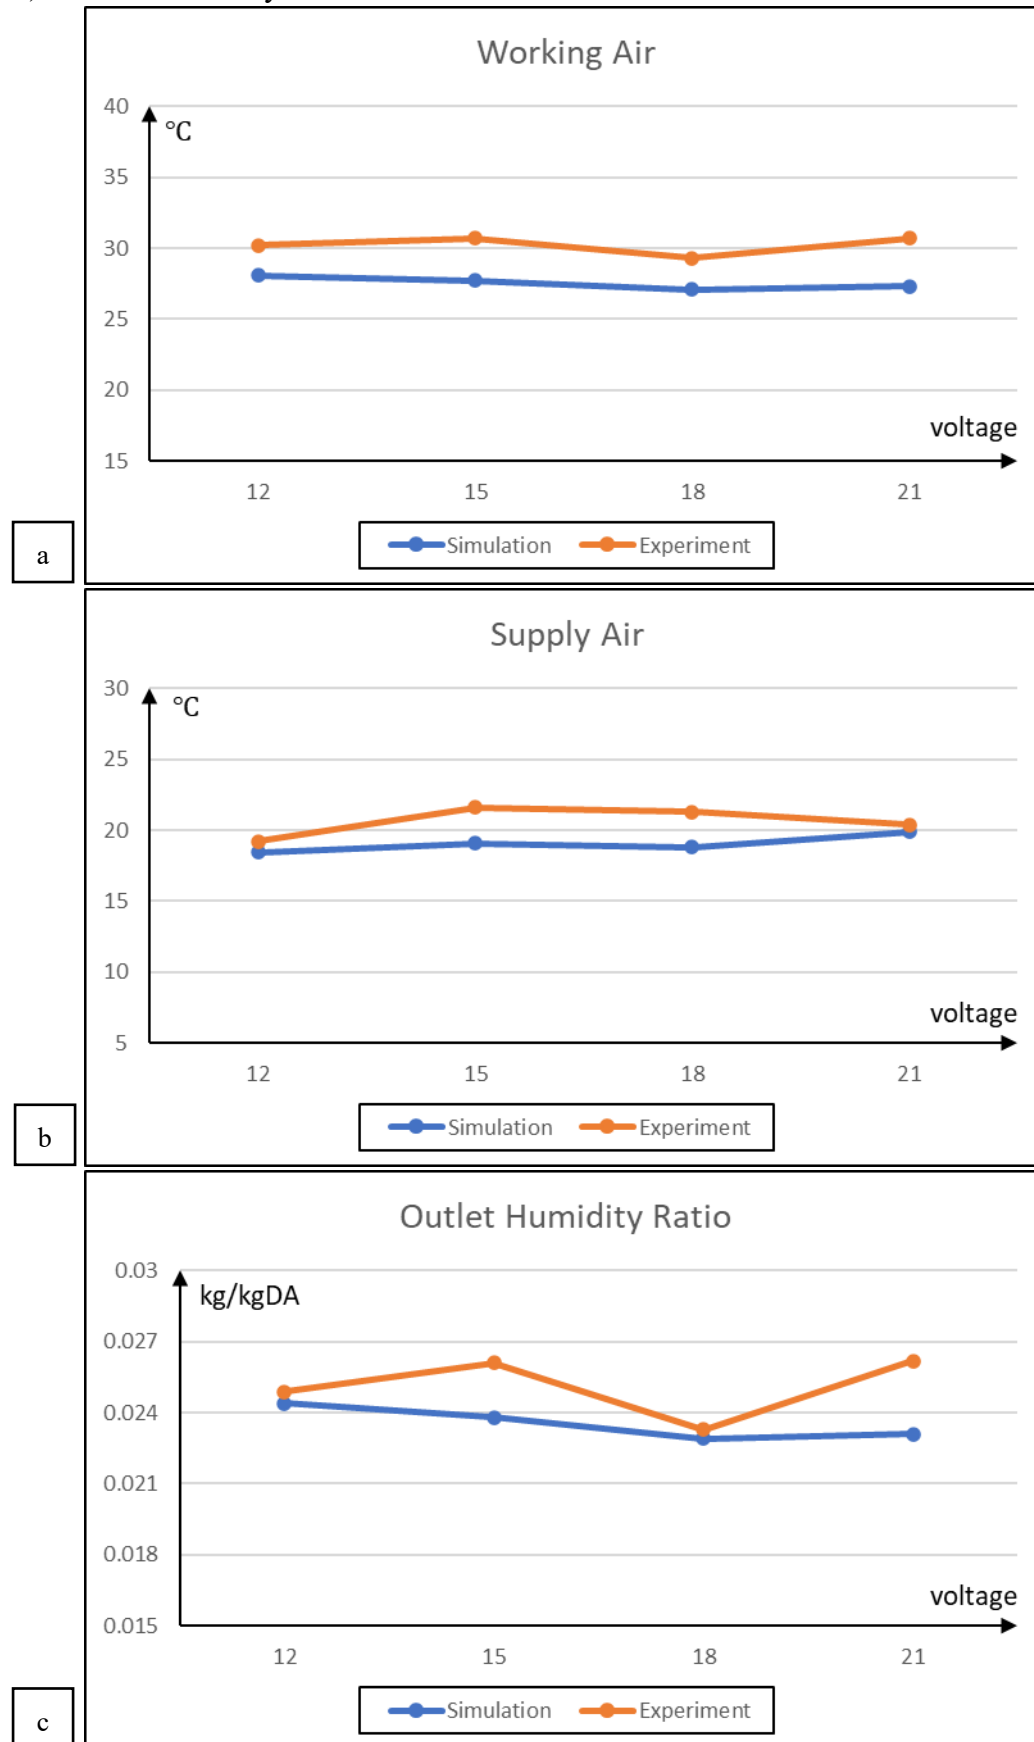 Working Air
40
°C
35
30
25
20
voltage
15
12 15 18 21
a
Simulation Experiment
Supply Air
30
°C
25
20
15
10
voltage
5
12 15 18 21
b
Simulation Experiment
Outlet Humidity Ratio
0.03
kg/kgDA
0.027
0.024
0.021
0.018
voltage
0.015
12 15 18 21
c
Simulation Experiment